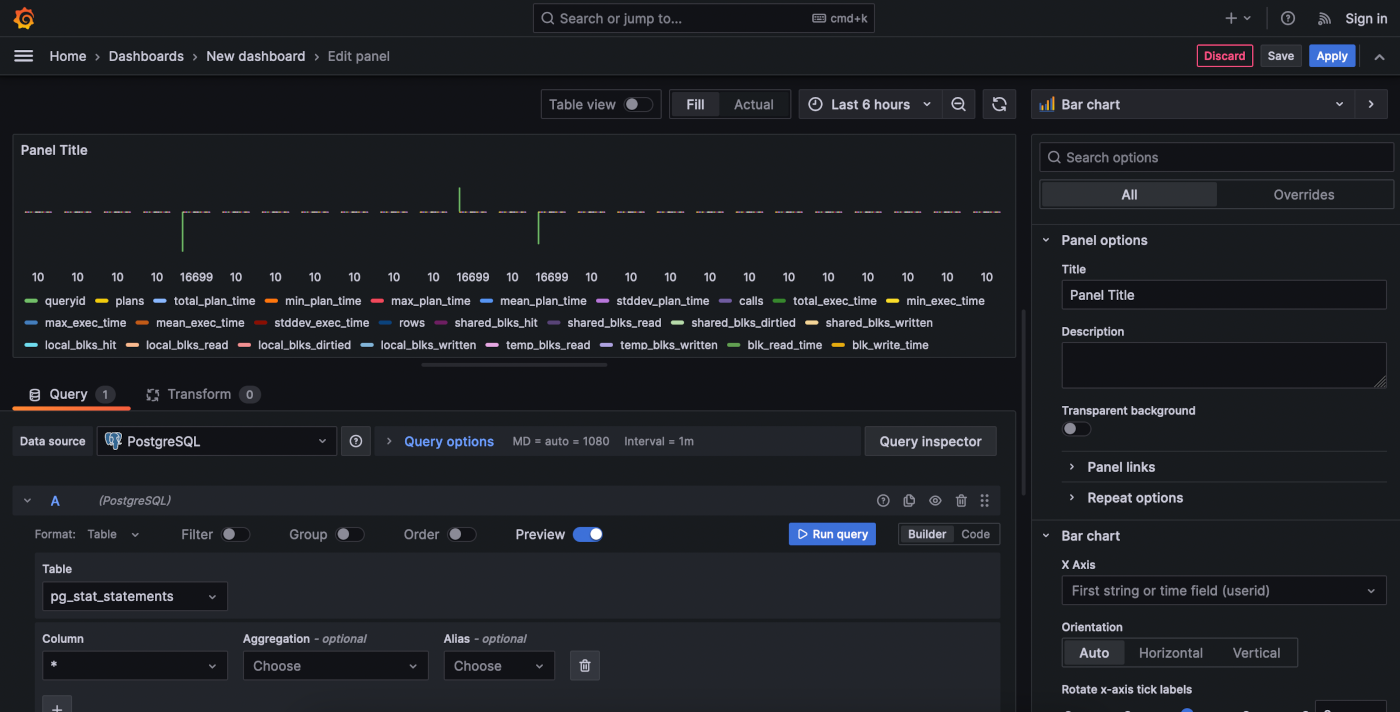 Search or jump to... cmd+k Sign in
Home › Dashboards › New dashboard › Edit panel Discard Save Apply
Table view Fill Actual Last 6 hours Bar chart
Panel Title
10 10 10 10 16699 10 10 10 10 10 10 16699 10 16699 10 10 10 10 10 10 10 10 10 10 10
queryid plans total_plan_time min_plan_time max_plan_time mean_plan_time stddev_plan_time calls total_exec_time min_exec_time
max_exec_time mean_exec_time stddev_exec_time rows shared_blks_hit shared_blks_read shared_blks_dirtied shared_blks_written
local_blks_hit local_blks_read local_blks_dirtied local_blks_written temp_blks_read temp_blks_written blk_read_time blk_write_time
Query 1 Transform 0
Data source PostgreSQL Query options MD = auto = 1080 Interval = 1m Query inspector
A (PostgreSQL)
Format: Table Filter Group Order Preview Run query Builder Code
Table
pg_stat_statements
Column Aggregation - optional Alias - optional
* Choose Choose
+
Search options
All Overrides
Panel options
Title
Panel Title
Description
Transparent background
Panel links
Repeat options
Bar chart
X Axis
First string or time field (userid)
Orientation
Auto Horizontal Vertical
Rotate x-axis tick labels